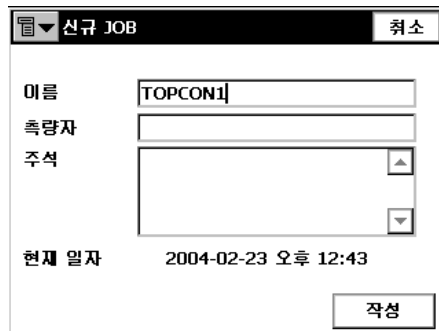 신규 JOB 취소
이름 TOPCON1
측량자
주석
현재 일자 2004-02-23 오후 12:43
작성